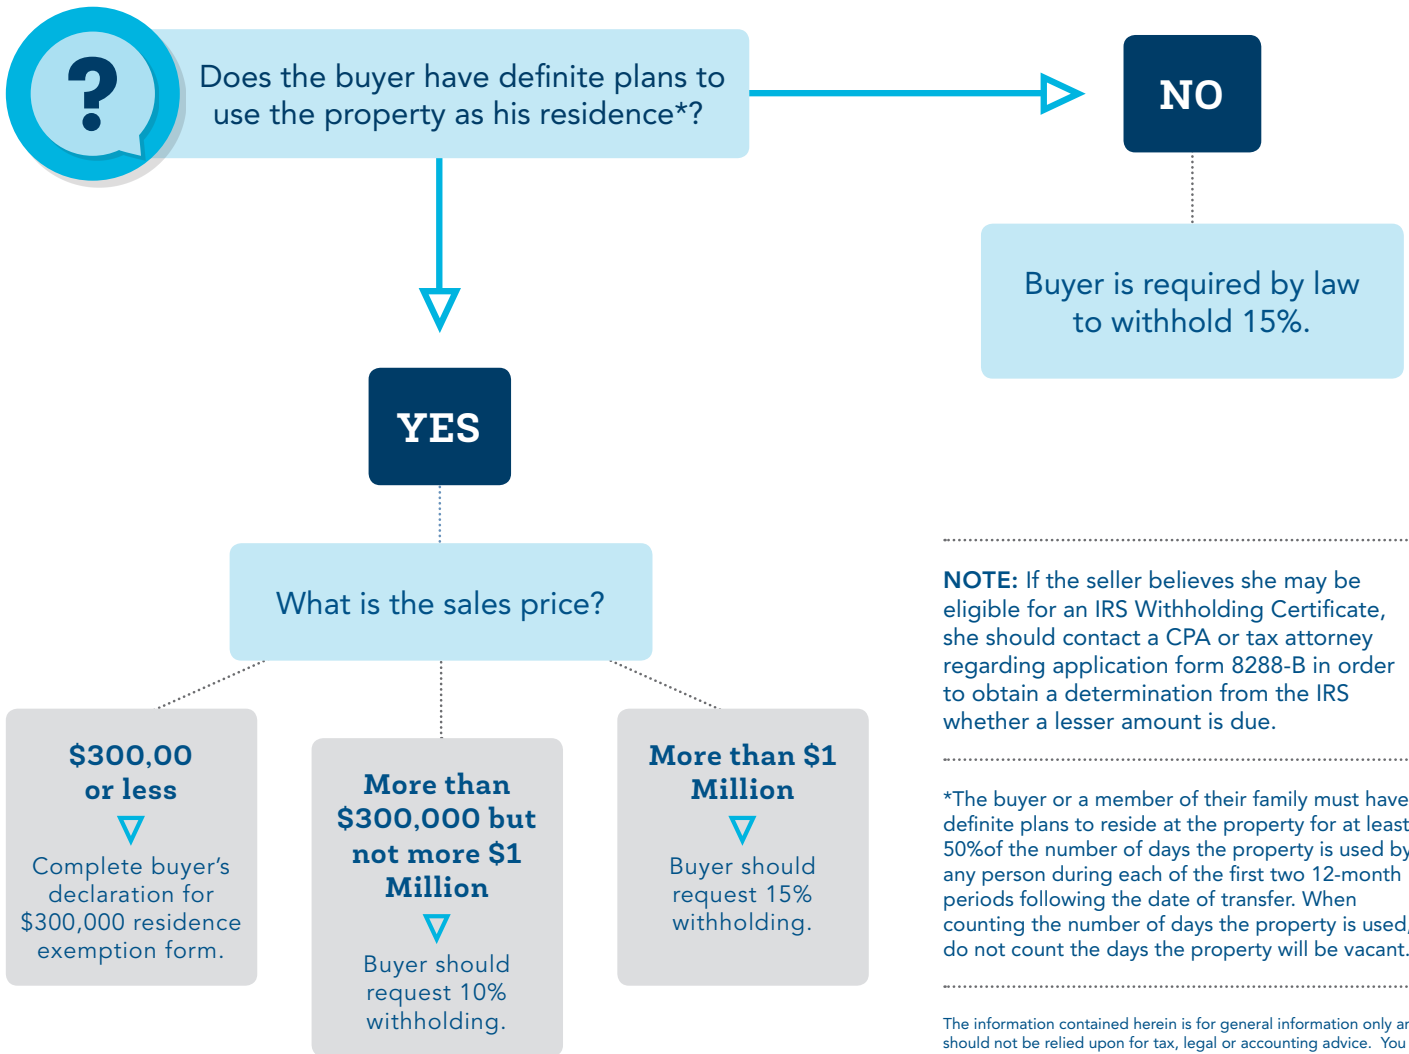 ?
Does the buyer have definite plans to
use the property as his residence*?
NO
Buyer is required by law
to withhold 15%.
YES
What is the sales price?
$300,00
or less
Complete buyer's
declaration for
$300,000 residence
exemption form.
More than
$300,000 but
not more $1
Million
Buyer should
request 10%
withholding.
More than $1
Million
Buyer should
request 15%
withholding.
NOTE: If the seller believes she may be
eligible for an IRS Withholding Certificate,
she should contact a CPA or tax attorney
regarding application form 8288-B in order
to obtain a determination from the IRS
whether a lesser amount is due.
*The buyer or a member of their family must have
definite plans to reside at the property for at least
50%of the number of days the property is used by
any person during each of the first two 12-month
periods following the date of transfer. When
counting the number of days the property is used,
do not count the days the property will be vacant.
The information contained herein is for general information only
should not be relied upon for tax, legal or accounting advice. You